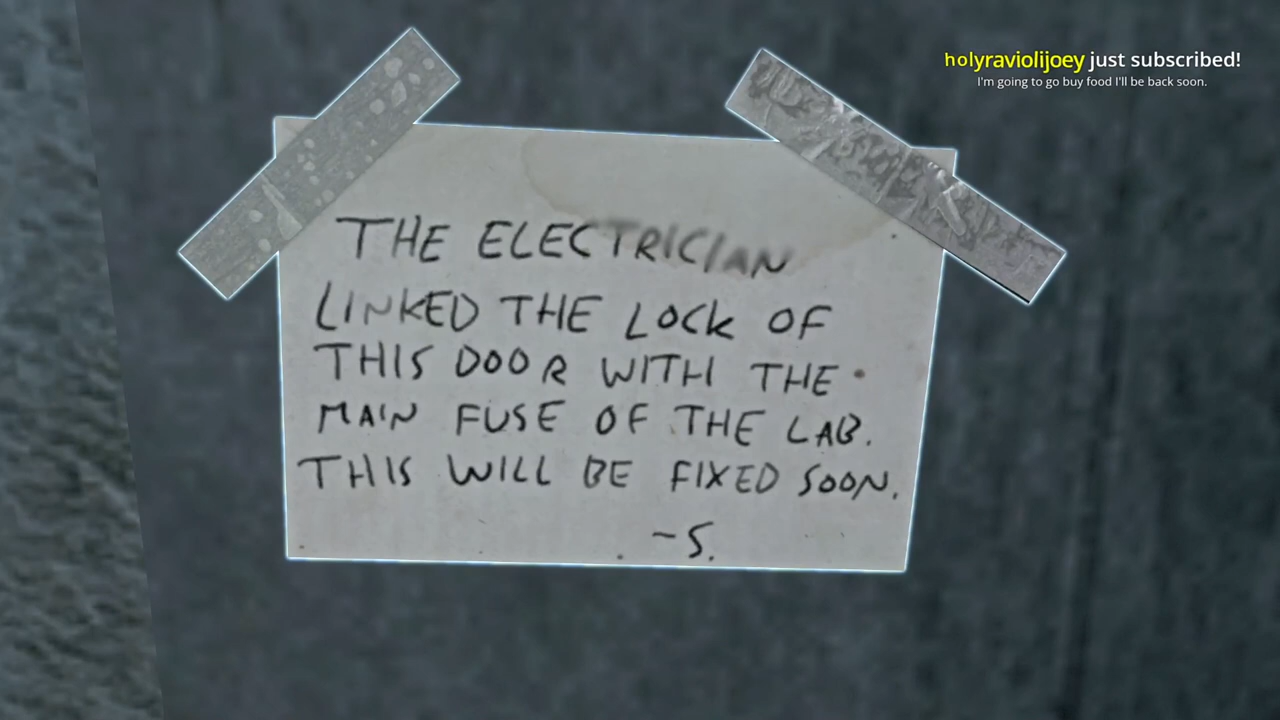 holyraviolijoey just subscribed!
I'm going to go buy food I'll be back soon.
THE ELECTRICIAN
LINKED THE LOCK OF
THIS DOOR WITH THE
MAIN FUSE OF THE LAB.
THIS WILL BE FIXED SOON.
~S.